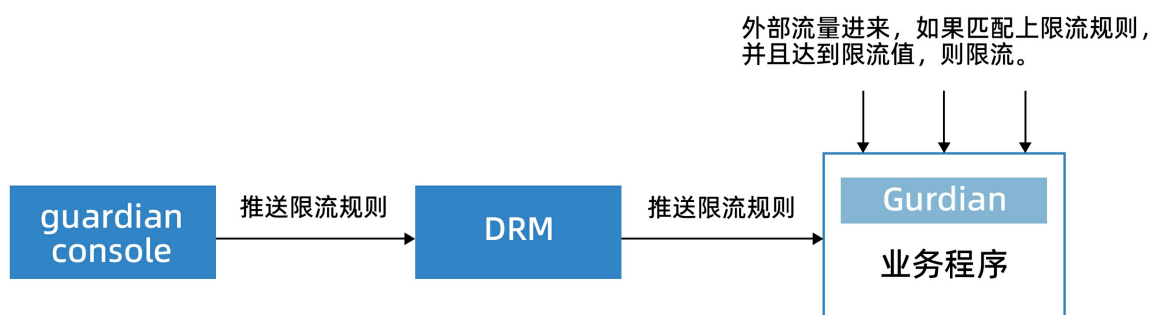 外部流量进来，如果匹配上限流规则，
并且达到限流值，则限流。
guardian
console
推送限流规则
DRM
推送限流规则
Gurdian
业务程序